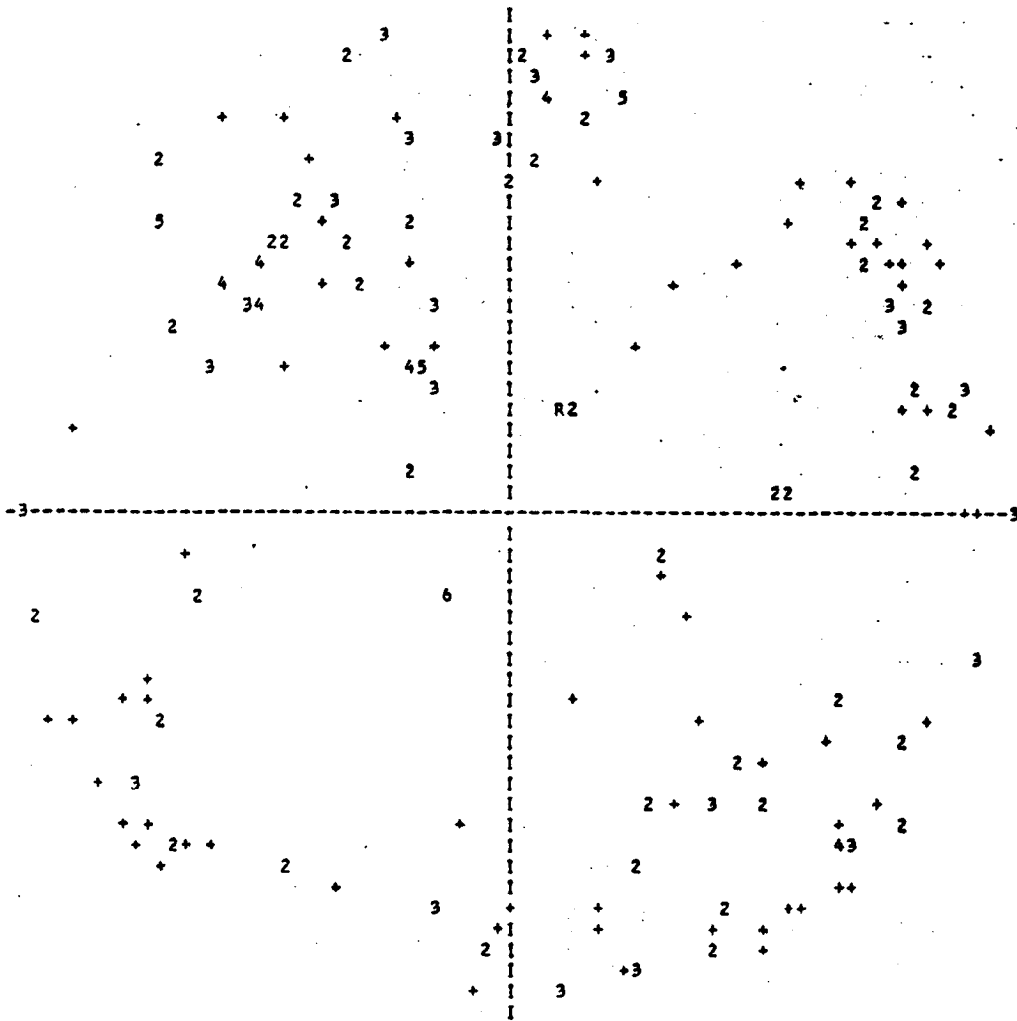 I
3 I + +
2 I2 + 3
I 3
I 4 5
+ + + I 2
3 3I
2 + I 2
2 +  + +
2 3 I 2 +
5 + 2 I + 2
22 2 I + + +
4 + I + 2 ++ +
4 + 2 I + +
34 3 I 3 2
2 I 3
+ + I +
3 + 45 I
3 I 2 3
I R2 + + 2
+ I +
2 I 2
I 22
-3---------------------------------------------------------------------------++--3
I
+ I 2
I +
2 6 I
2 I +
I
I 3
+ I
+ + I + 2
+ + 2 I + +
I + 2
I 2 +
+ 3 I
I 2 + 3 2 +
+ + + I + 2
+ 2+ + I 43
+ 2 I 2
+ I ++
3 + + 2 ++
+I + + +
2 I 2 +
I +3
+ I 3
I